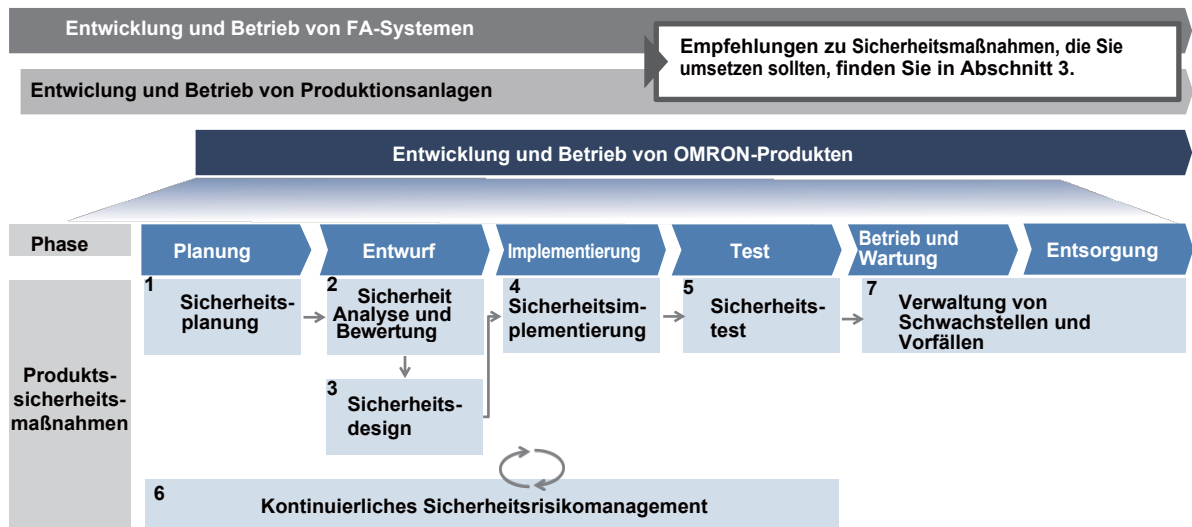 Entwicklung und Betrieb von FA-Systemen
Empfehlungen zu Sicherheitsmaßnahmen, die Sie
umsetzen sollten, finden Sie in Abschnitt 3.
Entwiclung und Betrieb von Produktionsanlagen
Entwicklung und Betrieb von OMRON-Produkten
Phase
Planung
Entwurf
Implementierung
Test
Betrieb und
Wartung
Entsorgung
Produkts-
sicherheits-
maßnahmen
1
Sicherheits-
planung
2
Sicherheit
Analyse und
Bewertung
3
Sicherheits-
design
4
Sicherheitsim-
plementierung
5
Sicherheits-
test
7
Verwaltung von
Schwachstellen und
Vorfällen
6
Kontinuierliches Sicherheitsrisikomanagement